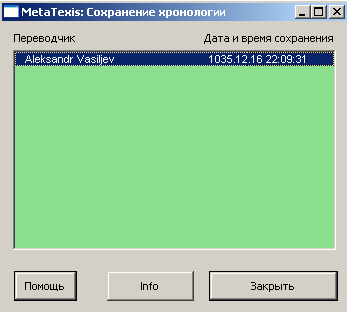 MetaTexis: Сохранение хронологии
Переводчик Дата и время сохранения
Aleksandr Vasiljev 1035.12.16 22:09:31
Помощь Info Закрыть